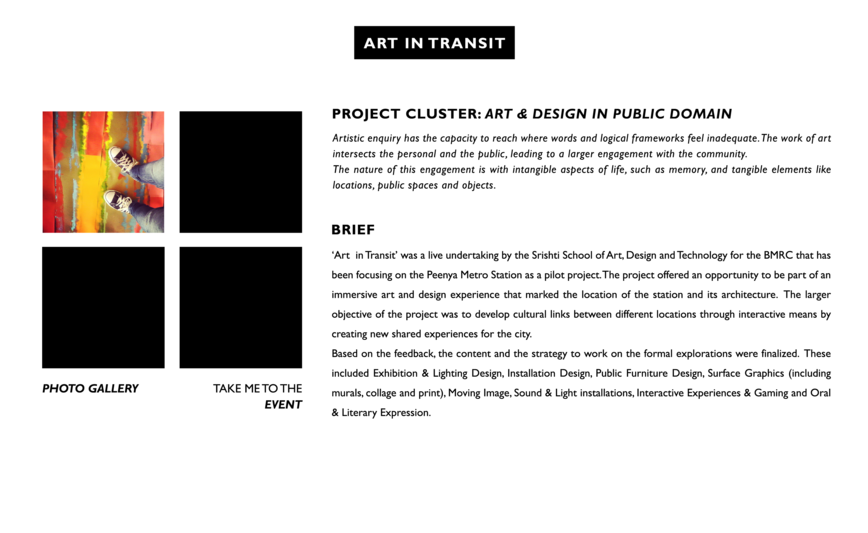 ART IN TRANSIT
PROJECT CLUSTER: ART & DESIGN IN PUBLIC DOMAIN
Artistic enquiry has the capacity to reach where words and logical frameworks feel inadequate. The work of art
intersects the personal and the public, leading to a larger engagement with the community.
The nature of this engagement is with intangible aspects of life, such as memory, and tangible elements like
locations, public spaces and objects.
BRIEF
‘Art in Transit’ was a live undertaking by the Srishti School of Art, Design and Technology for the BMRC that has
been focusing on the Peenya Metro Station as a pilot project. The project offered an opportunity to be part of an
immersive art and design experience that marked the location of the station and its architecture. The larger
objective of the project was to develop cultural links between different locations through interactive means by
creating new shared experiences for the city.
Based on the feedback, the content and the strategy to work on the formal explorations were finalized. These
included Exhibition & Lighting Design, Installation Design, Public Furniture Design, Surface Graphics (including
murals, collage and print), Moving Image, Sound & Light installations, Interactive Experiences & Gaming and Oral
& Literary Expression.
PHOTO GALLERY
TAKE ME TO THE
EVENT